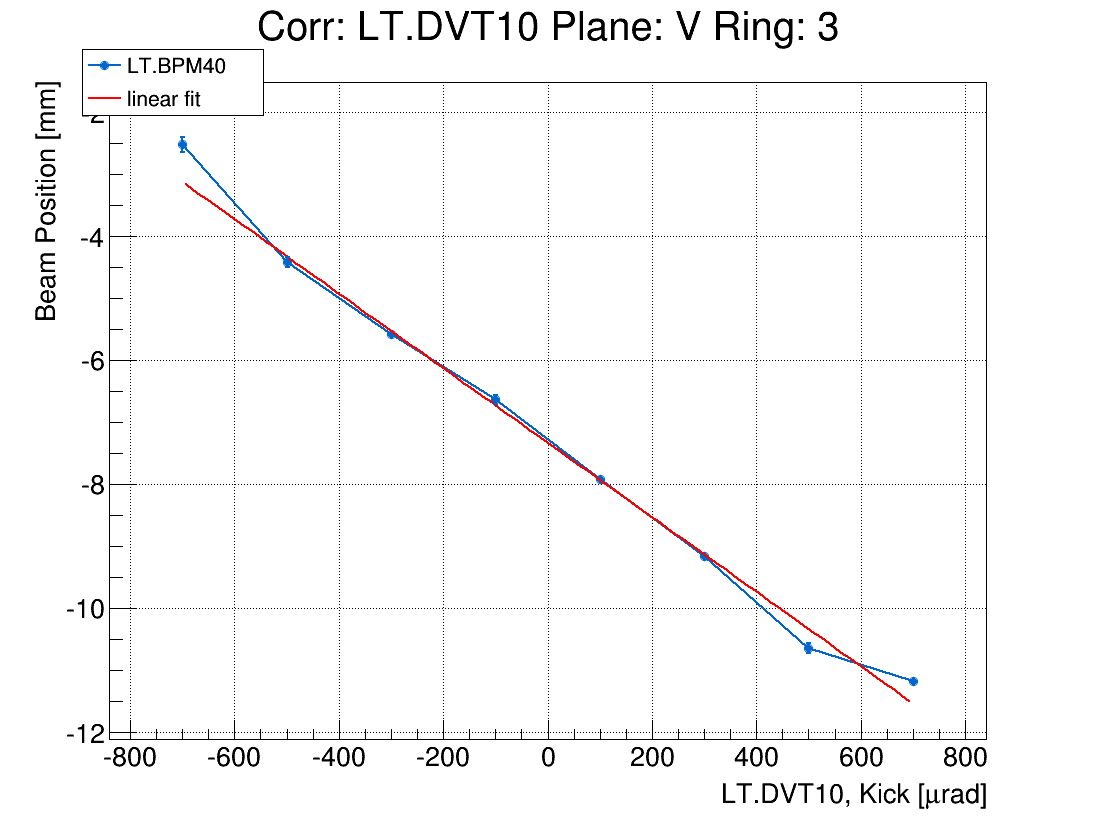 Corr: LT.DVT10 Plane: V Ring: 3
LT.BPM40
linear fit
Beam Position [mm]
-4
-6
-8
-10
-12
-800 -600 -400 -200 0 200 400 600 800
LT.DVT10, Kick [μrad]